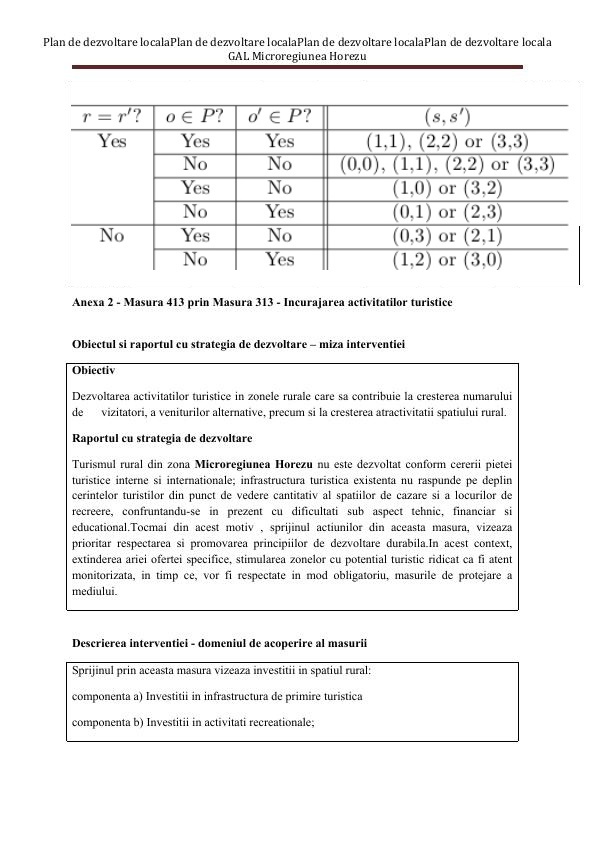 Plan de dezvoltare localaPlan de dezvoltare localaPlan de dezvoltare localaPlan de dezvoltare locala
GAL Microregiunea Horezu
r = r'? o ∈ P? o' ∈ P? (s, s')
Yes Yes Yes (1,1), (2,2) or (3,3)
No No (0,0), (1,1), (2,2) or (3,3)
Yes No (1,0) or (3,2)
No Yes (0,1) or (2,3)
No Yes No (0,3) or (2,1)
No Yes (1,2) or (3,0)
Anexa 2 - Masura 413 prin Masura 313 - Incurajarea activitatilor turistice
Obiectul si raportul cu strategia de dezvoltare – miza interventiei
Obiectiv
Dezvoltarea activitatilor turistice in zonele rurale care sa contribuie la cresterea numarului
de vizitatori, a veniturilor alternative, precum si la cresterea atractivitatii spatiului rural.
Raportul cu strategia de dezvoltare
Turismul rural din zona Microregiunea Horezu nu este dezvoltat conform cererii pietei
turistice interne si internationale; infrastructura turistica existenta nu raspunde pe deplin
cerintelor turistilor din punct de vedere cantitativ al spatiilor de cazare si a locurilor de
recreere, confruntandu-se in prezent cu dificultati sub aspect tehnic, financiar si
educational.Tocmai din acest motiv , sprijinul actiunilor din aceasta masura, vizeaza
prioritar respectarea si promovarea principiilor de dezvoltare durabila.In acest context,
extinderea ariei ofertei specifice, stimularea zonelor cu potential turistic ridicat ca fi atent
monitorizata, in timp ce, vor fi respectate in mod obligatoriu, masurile de protejare a
mediului.
Descrierea interventiei - domeniul de acoperire al masurii
Sprijinul prin aceasta masura vizeaza investitii in spatiul rural:
componenta a) Investitii in infrastructura de primire turistica
componenta b) Investitii in activitati recreationale;